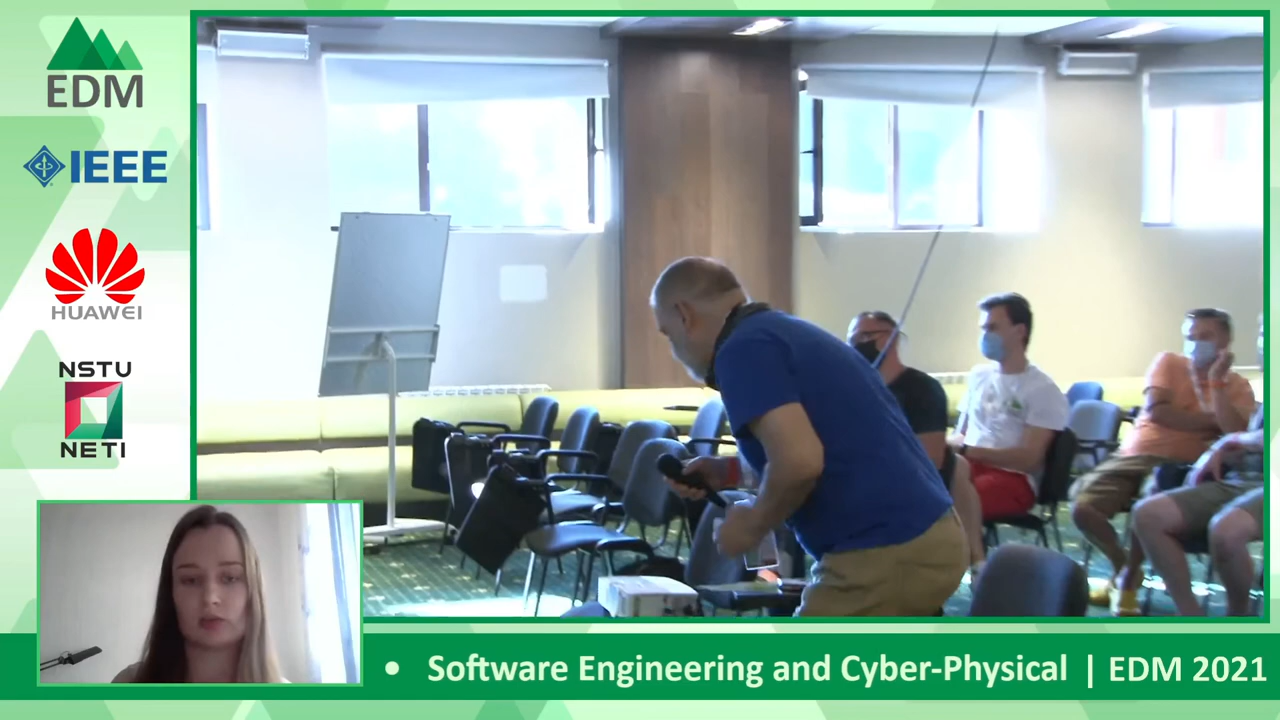 EDM
IEEE
HUAWEI
NSTU
NETI
• Software Engineering and Cyber-Physical | EDM 2021